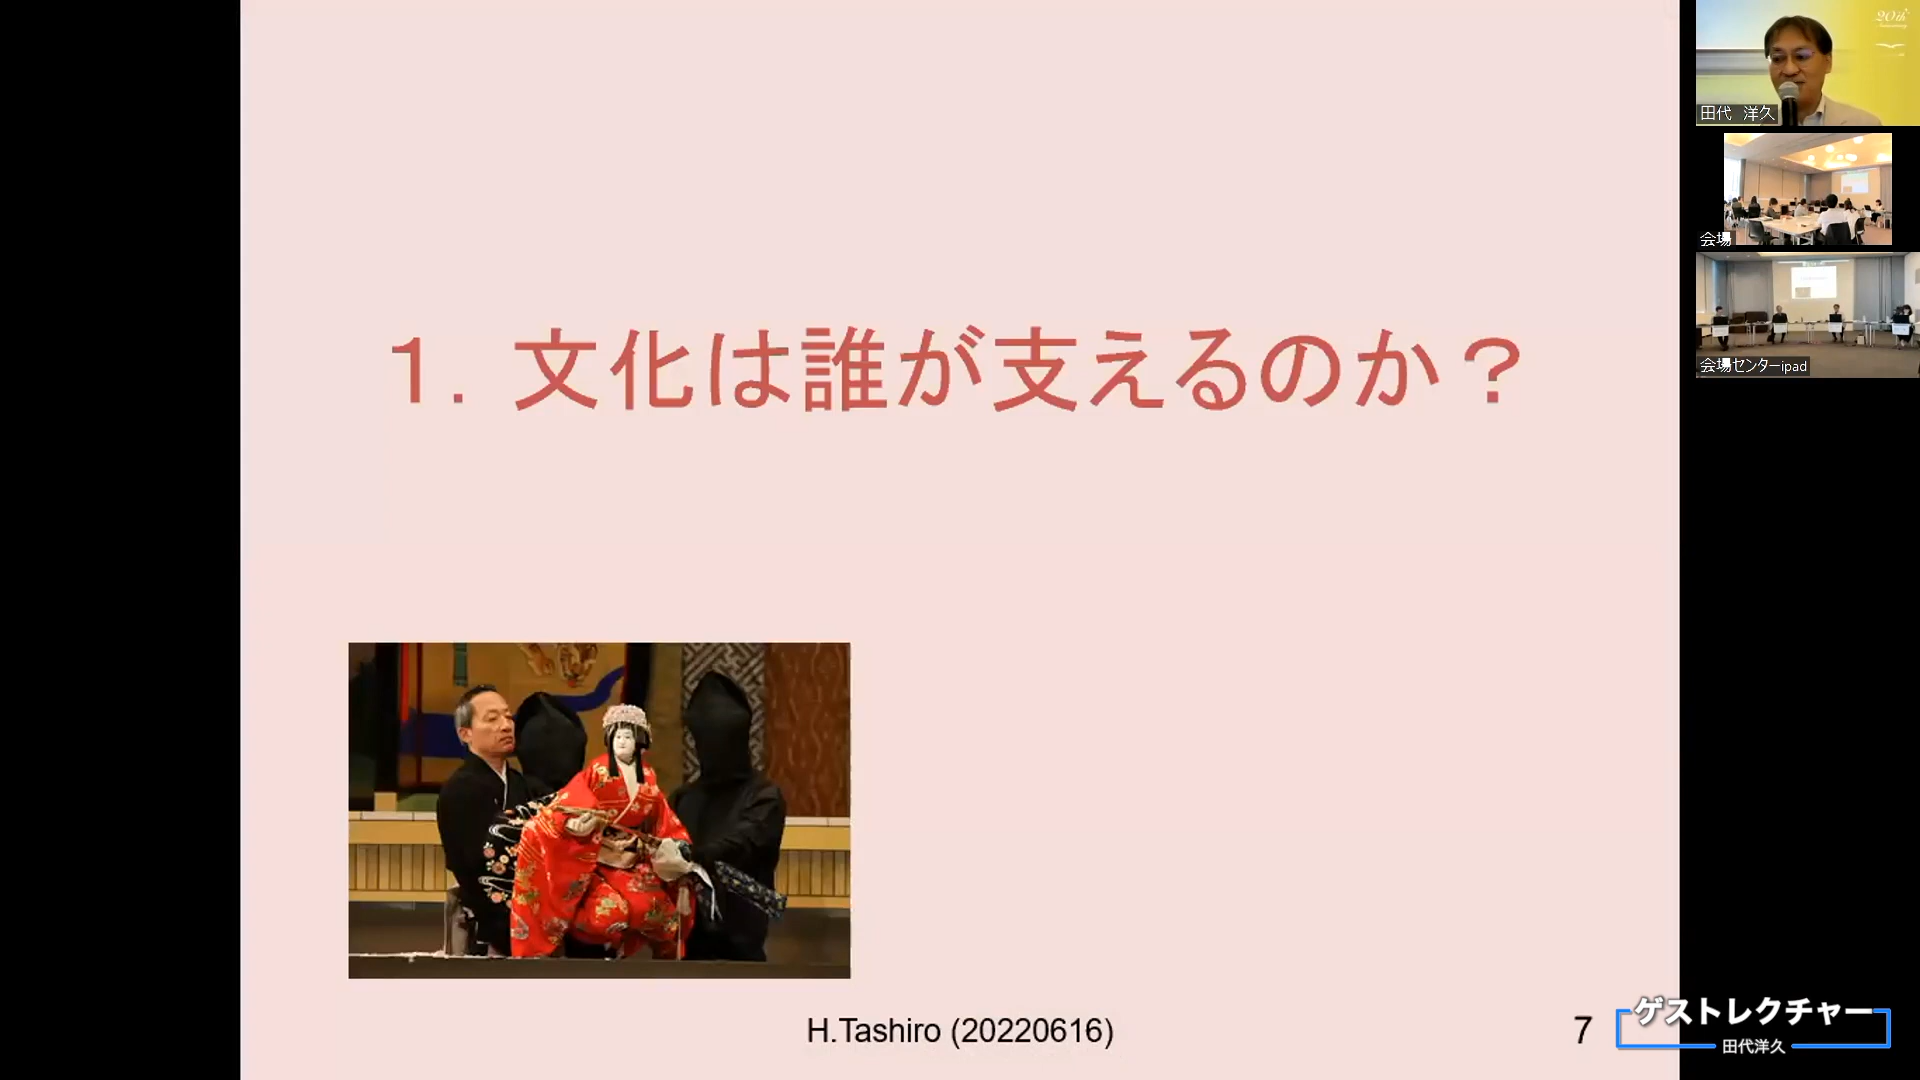 1. 文化は誰が支えるのか？
H.Tashiro (20220616)
7
田代 洋久
会場
会場センターipad
20th
ゲストレクチャー
田代洋久